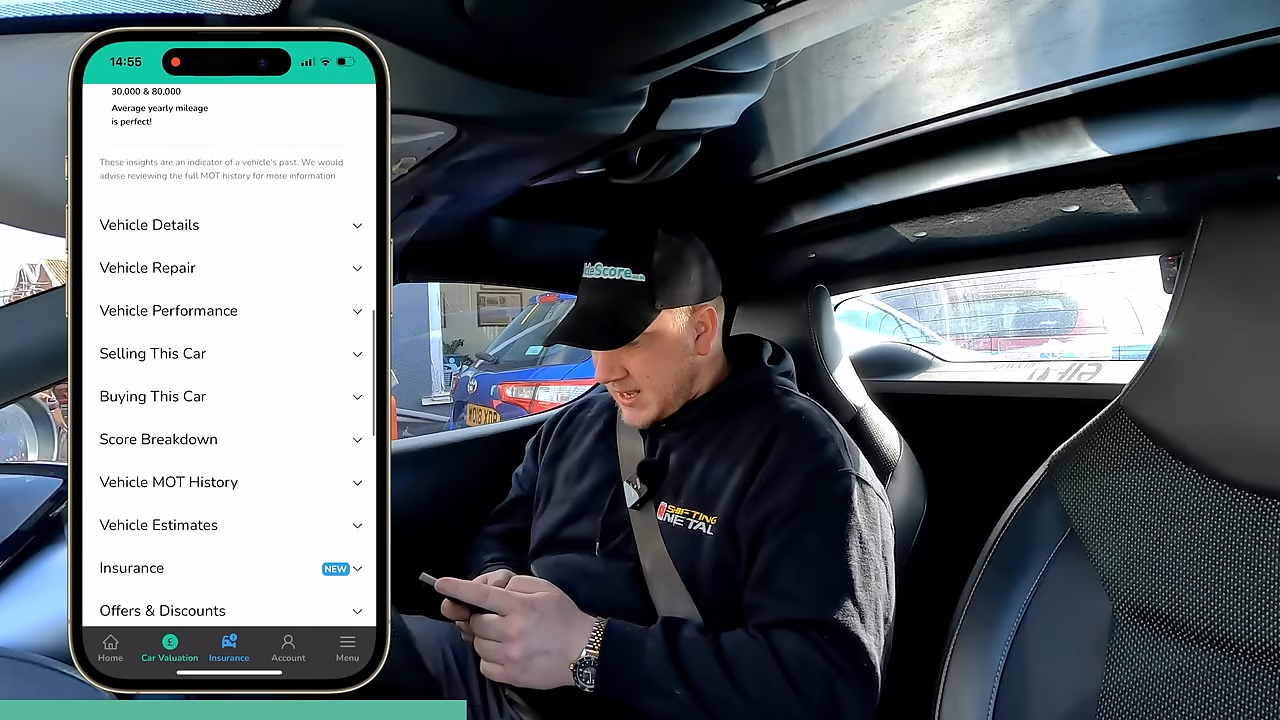 14:55
30,000 & 80,000
Average yearly mileage
is perfect!
These insights are an indicator of a vehicle's past. We would
advise reviewing the full MOT history for more information
Vehicle Details
Vehicle Repair
Vehicle Performance
Selling This Car
Buying This Car
Score Breakdown
Vehicle MOT History
Vehicle Estimates
Insurance
NEW
Offers & Discounts
Home
Car Valuation
Insurance
Account
Menu
SHIFTING
METAL